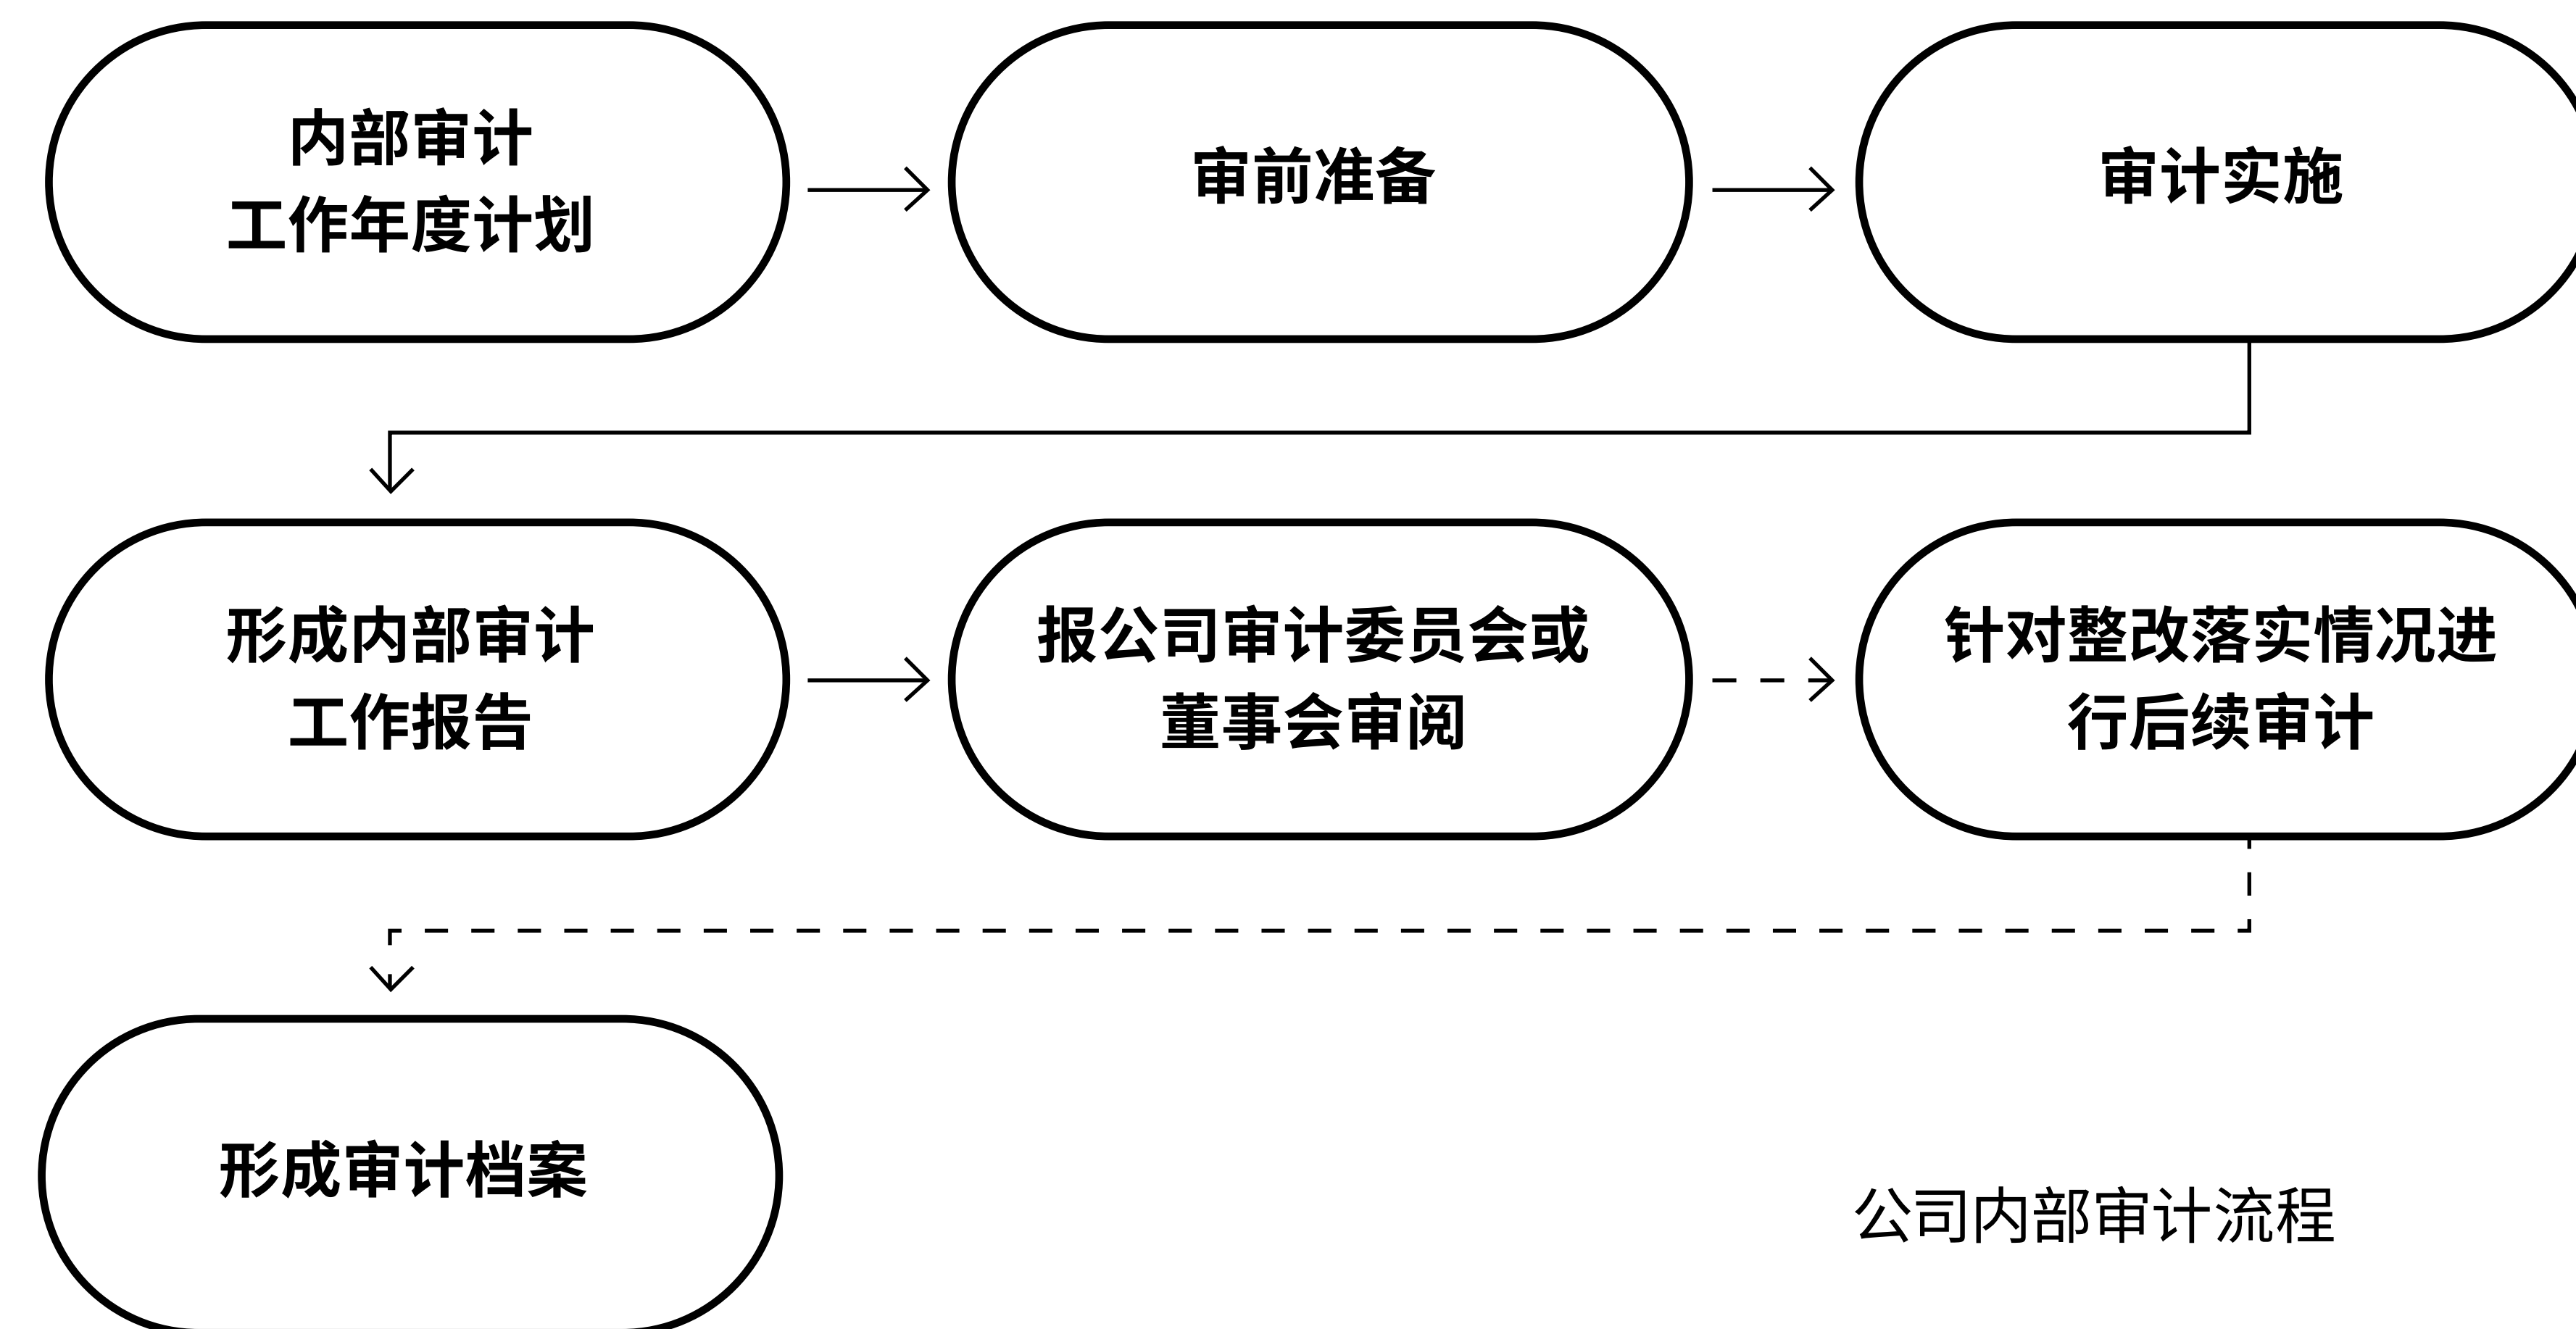 内部审计
工作年度计划
审前准备
审计实施
形成内部审计
工作报告
报公司审计委员会或
董事会审阅
针对整改落实情况进
行后续审计
形成审计档案
公司内部审计流程